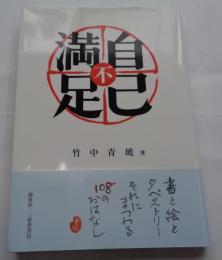 自己
不
満足
竹中青琥 著
書と絵と
タペストリー
それに
まつわる
108の
おはなし